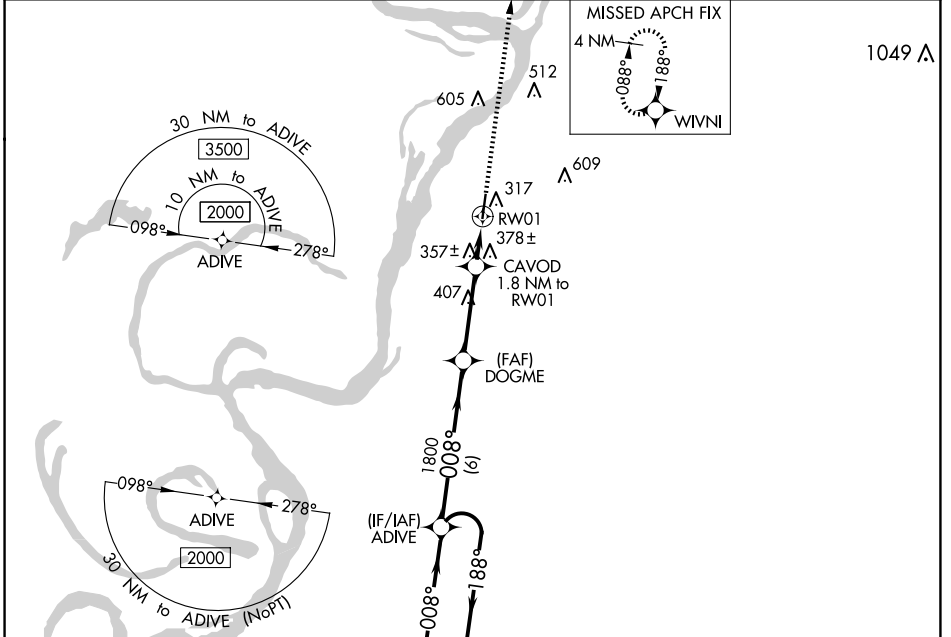 MISSED APCH FIX
4 NM
088°
188°
WIVNI
1049
512
605
609
317
RW01
357±
378±
CAVOD
1.8 NM to
RW01
407
(FAF)
DOGME
1800
008°
(6)
(IF/IAF)
ADIVE
188°
008°
30 NM to ADIVE
3500
10 NM to ADIVE
2000
098°
278°
ADIVE
098°
278°
ADIVE
2000
30 NM to ADIVE (NoPT)